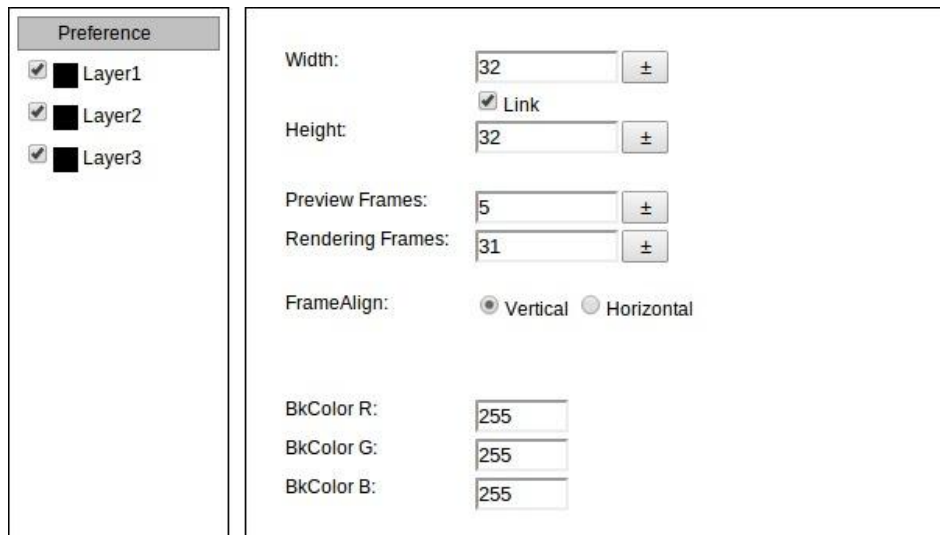 Preference
Layer1
Layer2
Layer3
Width: 32 ±
Link
Height: 32 ±
Preview Frames: 5 ±
Rendering Frames: 31 ±
FrameAlign: Vertical Horizontal
BkColor R: 255
BkColor G: 255
BkColor B: 255